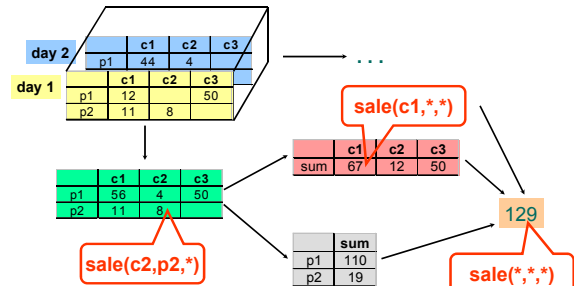 c1 c2 c3
day 2
p1 44 4
day 1
c1 c2 c3
p1 12 50
p2 11 8
. . .
sale(c1,*,*)
c1 c2 c3
sum 67 12 50
c1 c2 c3
p1 56 4 50
p2 11 8
129
sale(c2,p2,*)
sum
p1 110
p2 19
sale(*,*,*)